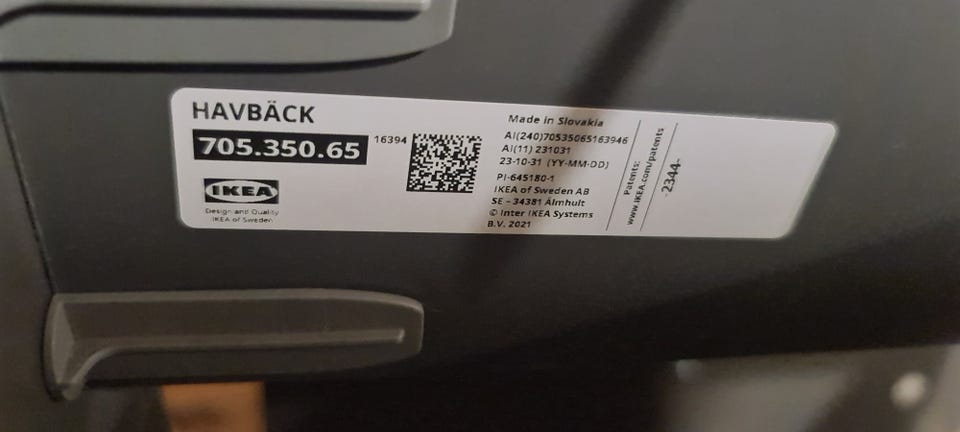 HAVBÄCK
705.350.65
16394
IKEA
Design and Quality
IKEA of Sweden
Made in Slovakia
AI(240)70535065163946
AI(11) 231031
23-10-31 (YY-MM-DD)
PI-645180-1
IKEA of Sweden AB
SE - 34381 Älmhult
© Inter IKEA Systems
B.V. 2021
Patents:
www.IKEA.com/patents
-2344-